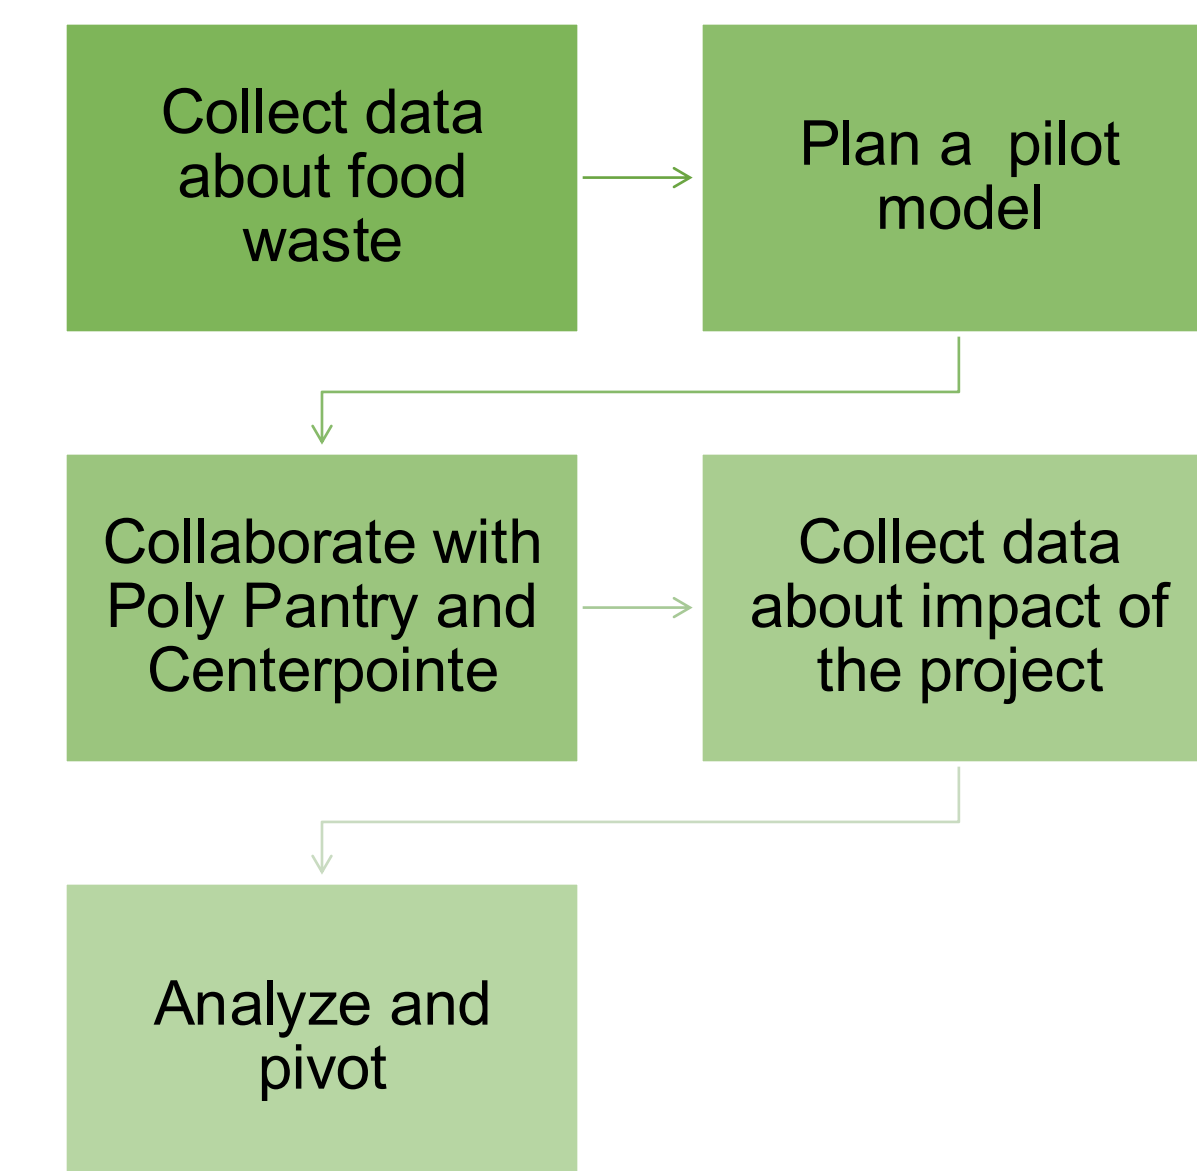 Collect data
about food
waste
Plan a  pilot
model
Collaborate with
Poly Pantry and
Centerpointe
Collect data
about impact of
the project
Analyze and
pivot